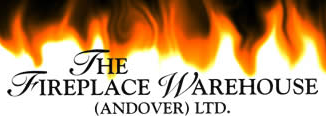 The
Fireplace Warehouse
(ANDOVER) LTD.